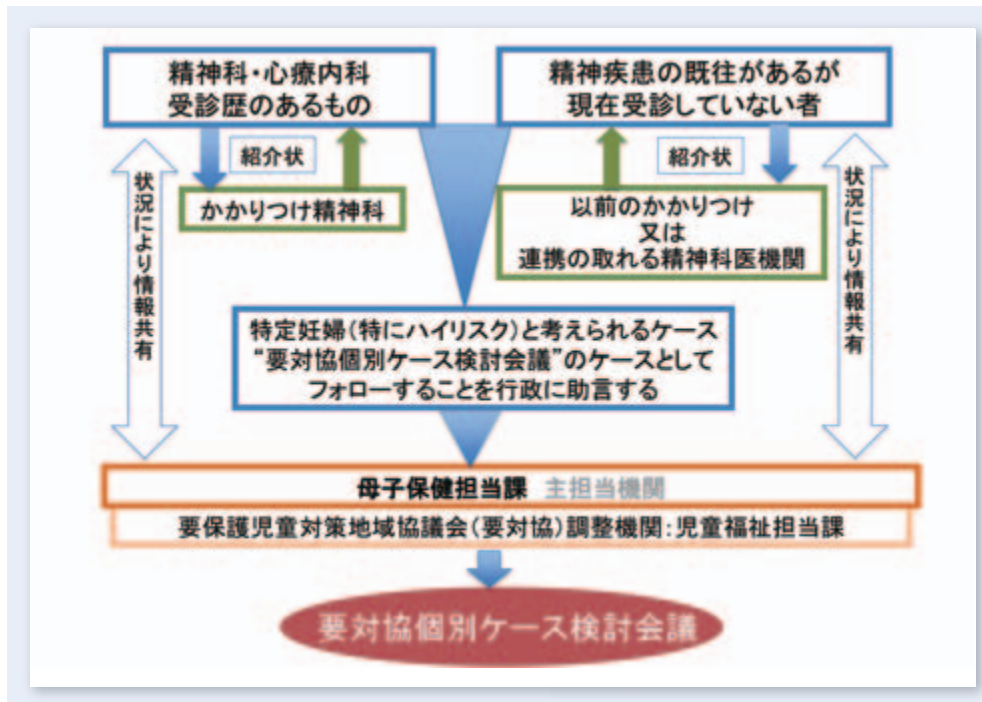 精神科・心療内科
受診歴のあるもの
精神疾患の既往があるが
現在受診していない者
紹介状
紹介状
かかりつけ精神科
以前のかかりつけ
又は
連携の取れる精神科医機関
状況により情報共有
状況により情報共有
特定妊婦(特にハイリスク)と考えられるケース
“要対協個別ケース検討会議”のケースとして
フォローすることを行政に助言する
母子保健担当課 主担当機関
要保護児童対策地域協議会(要対協)調整機関:児童福祉担当課
要対協個別ケース検討会議